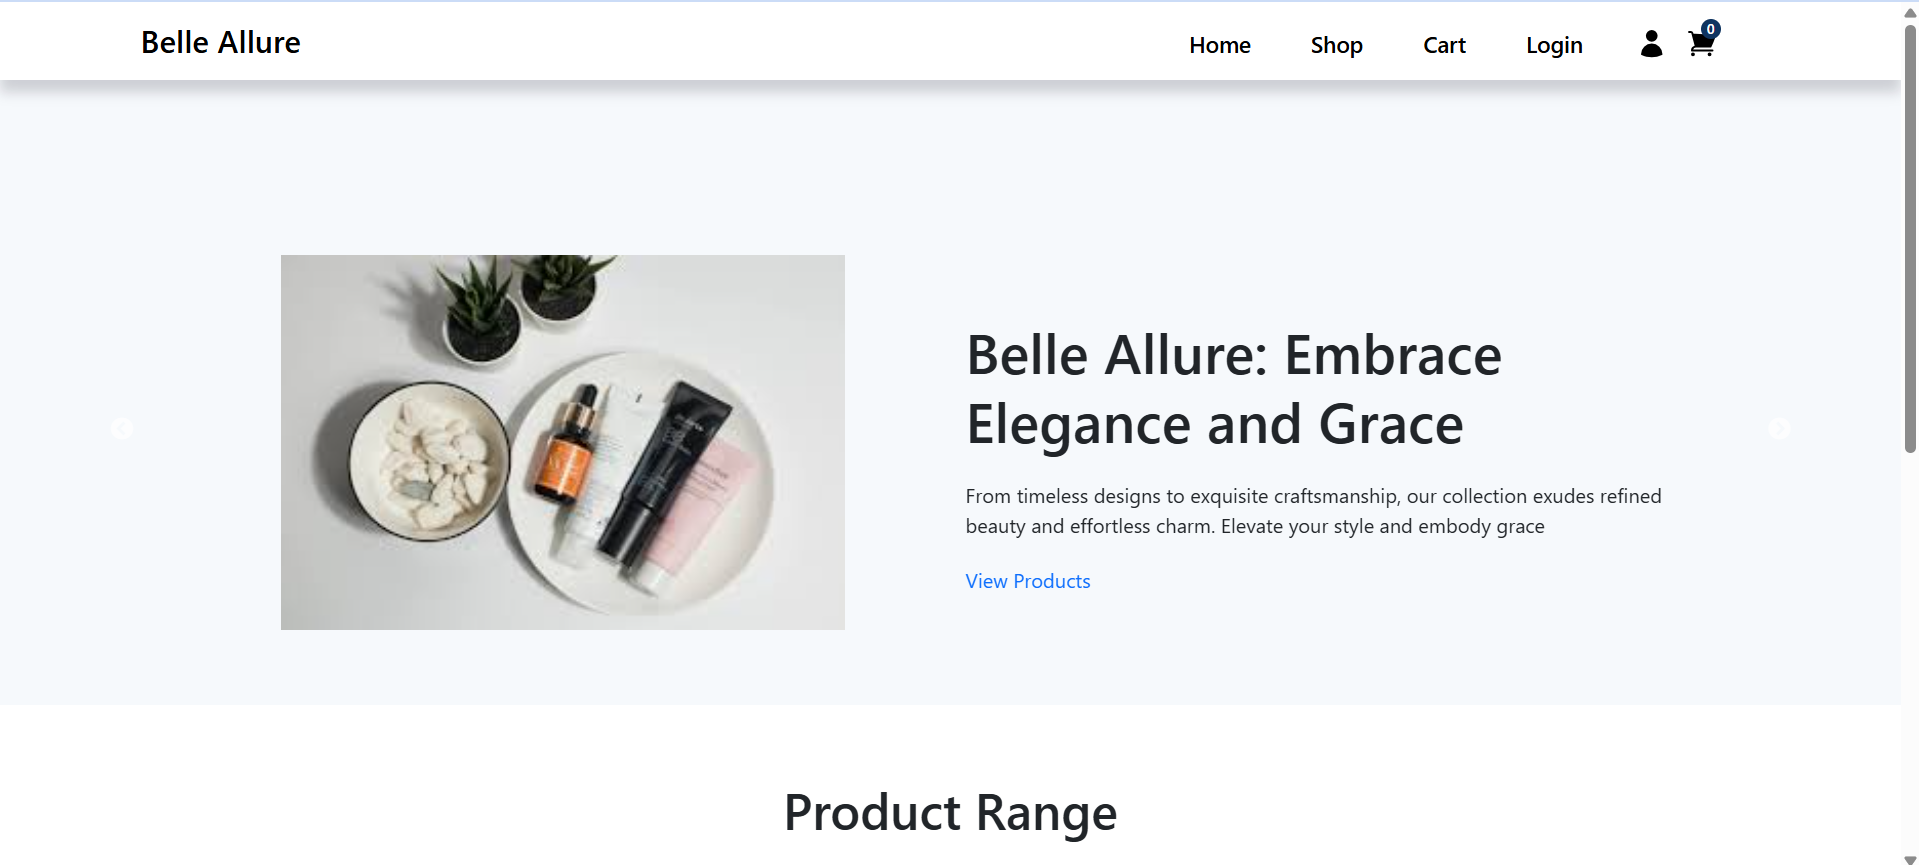 Belle Allure
Home
Shop
Cart
Login
0
Belle Allure: Embrace
Elegance and Grace
From timeless designs to exquisite craftsmanship, our collection exudes refined
beauty and effortless charm. Elevate your style and embody grace
View Products
Product Range